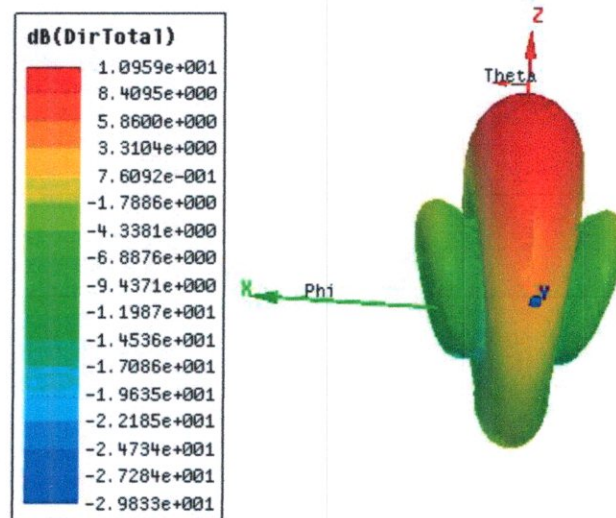 dB(DirTotal)
1.0959e+001
8.4095e+000
5.8600e+000
3.3104e+000
7.6092e-001
-1.7886e+000
-4.3381e+000
-6.8876e+000
-9.4371e+000
-1.1987e+001
-1.4536e+001
-1.7086e+001
-1.9635e+001
-2.2185e+001
-2.4734e+001
-2.7284e+001
-2.9833e+001
Z
Theta
X
Phi
Y